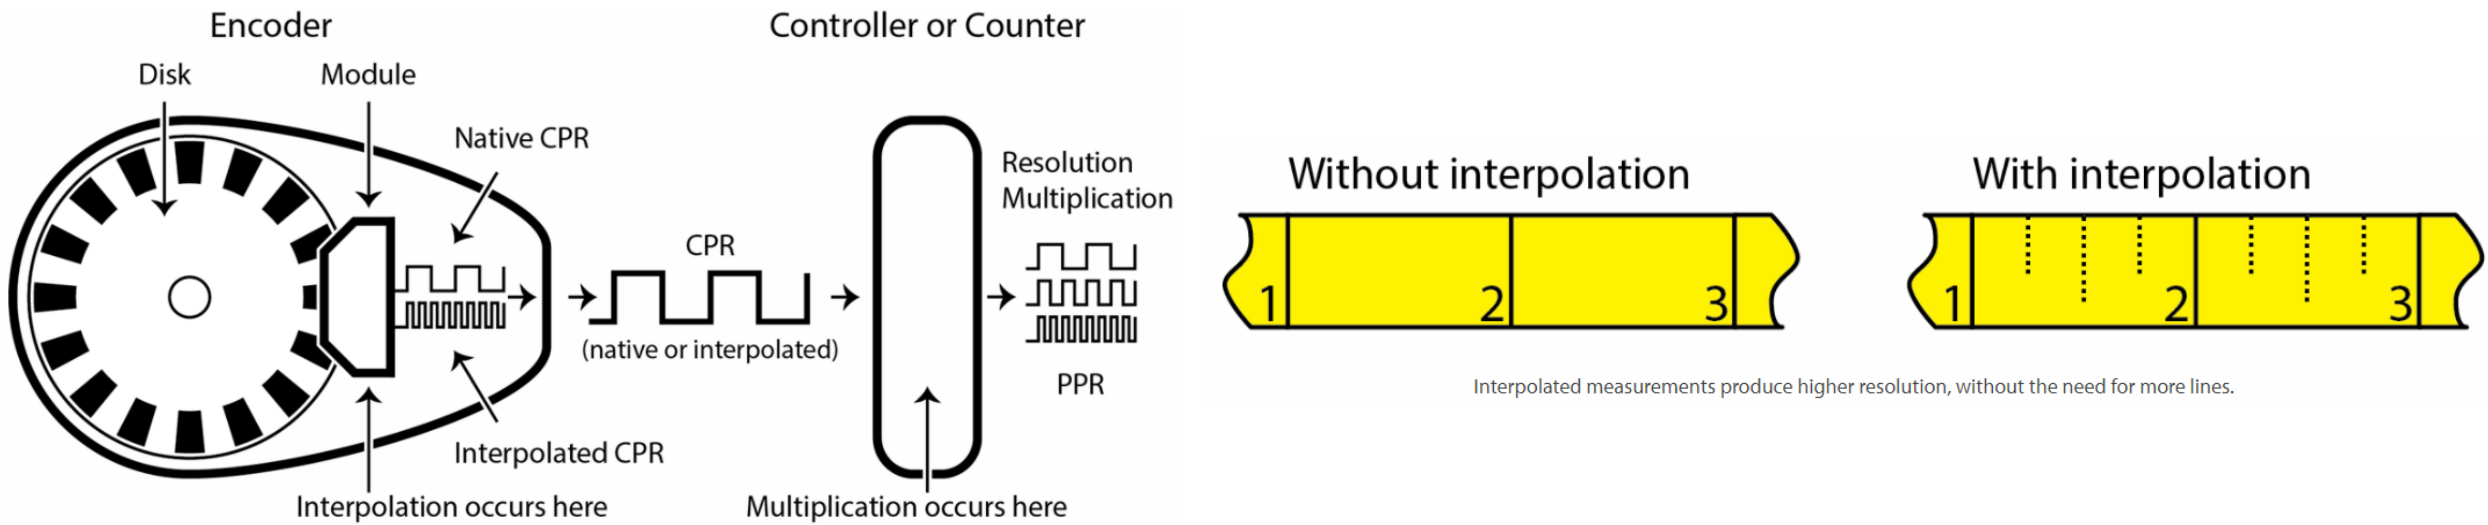 Encoder
Controller or Counter
Disk
Module
Native CPR
Interpolated CPR
Interpolation occurs here
CPR
(native or interpolated)
Multiplication occurs here
Resolution
Multiplication
PPR
Without interpolation
1
2
3
With interpolation
1
2
3
Interpolated measurements produce higher resolution, without the need for more lines.